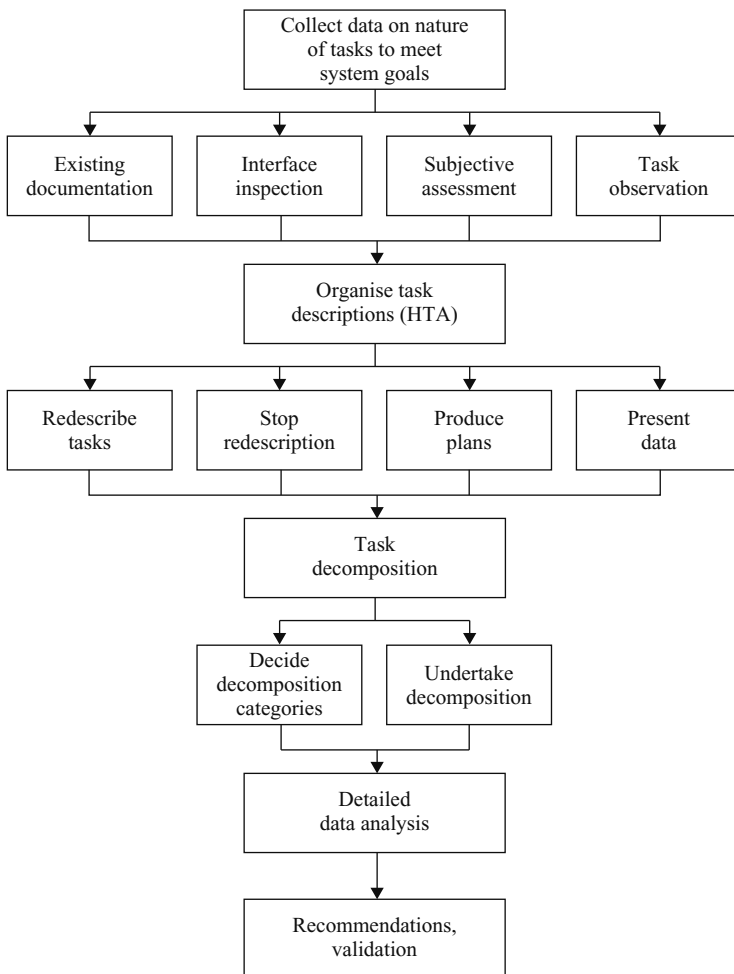 Collect data on nature
of tasks to meet
system goals
Existing
documentation
Interface
inspection
Subjective
assessment
Task
observation
Organise task
descriptions (HTA)
Redescribe
tasks
Stop
redescription
Produce
plans
Present
data
Task
decomposition
Decide
decomposition
categories
Undertake
decomposition
Detailed
data analysis
Recommendations,
validation